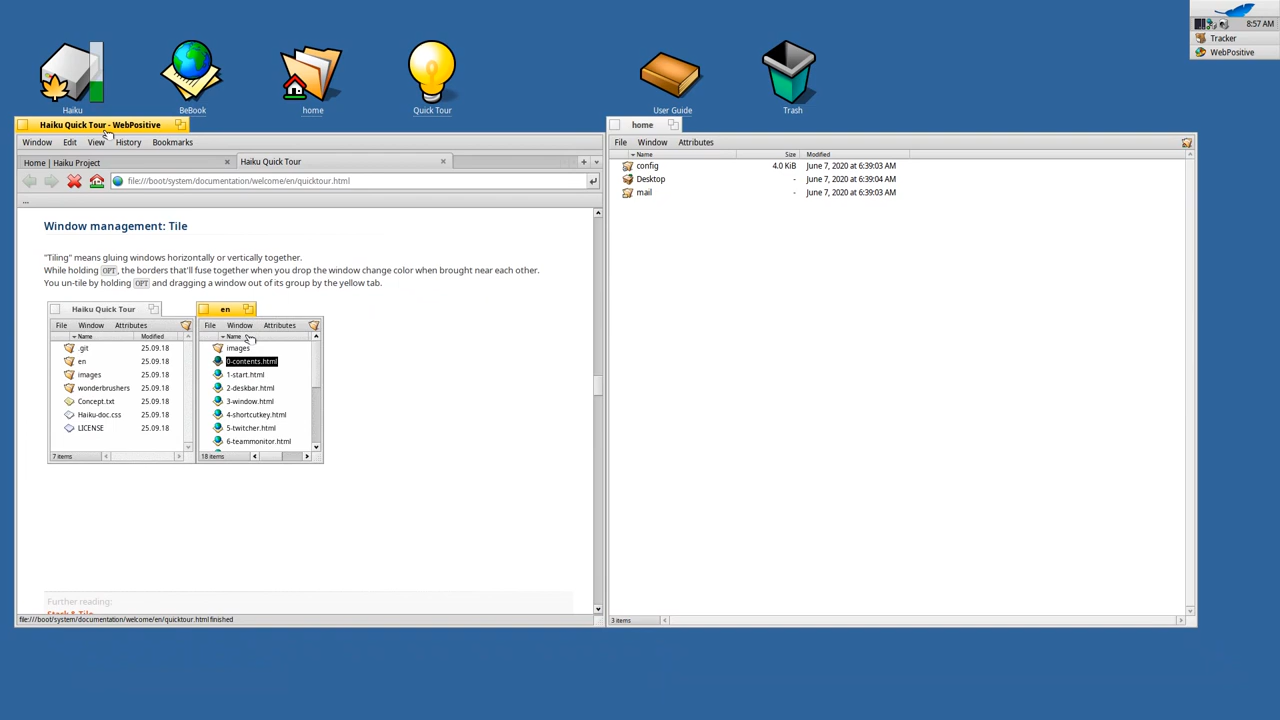 8:57 AM
Tracker
WebPositive
Haiku
BeBook
home
Quick Tour
User Guide
Trash
Haiku Quick Tour - WebPositive
Window Edit View History Bookmarks
Home | Haiku Project
Haiku Quick Tour
file:///boot/system/documentation/welcome/en/quicktour.html
...
Window management: Tile
"Tiling" means gluing windows horizontally or vertically together.
While holding OPT, the borders that'll fuse together when you drop the window change color when brought near each other.
You un-tile by holding OPT and dragging a window out of its group by the yellow tab.
Haiku Quick Tour
File Window Attributes
Name Modified
.git 25.09.18
en 25.09.18
images 25.09.18
wonderbrushers 25.09.18
Concept.txt 25.09.18
Haiku-doc.css 25.09.18
LICENSE 25.09.18
7 items
en
File Window Attributes
Name
images
0-contents.html
1-start.html
2-deskbar.html
3-window.html
4-shortcutkey.html
5-twitcher.html
6-teammonitor.html
18 items
Further reading:
Stack & Tile
file:///boot/system/documentation/welcome/en/quicktour.html finished
home
File Window Attributes
Name Size Modified
config 4.0 KiB June 7, 2020 at 6:39:03 AM
Desktop - June 7, 2020 at 6:39:04 AM
mail - June 7, 2020 at 6:39:03 AM
3 items